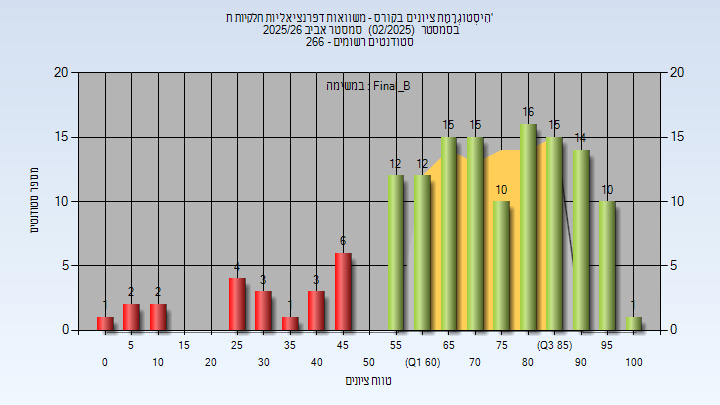 הִיסְטוֹגְרָמַת ציונים בקורס - משוואות דפרנציאליות חלקיות ת'
בסמסטר (02/2025) סמסטר אביב 2025/26
סטודנטים רשומים - 266
במשימה : Final_B
מספר סטודנטים
20 20
15 15
10 10
5 5
0 0
1 2 2 4 3 1 3 6 12 12 15 15 10 16 15 14 10 1
5 15 25 35 45 55 65 75 (Q3 85) 95
0 10 20 30 40 50 (Q1 60) 70 80 90 100
טווח ציונים